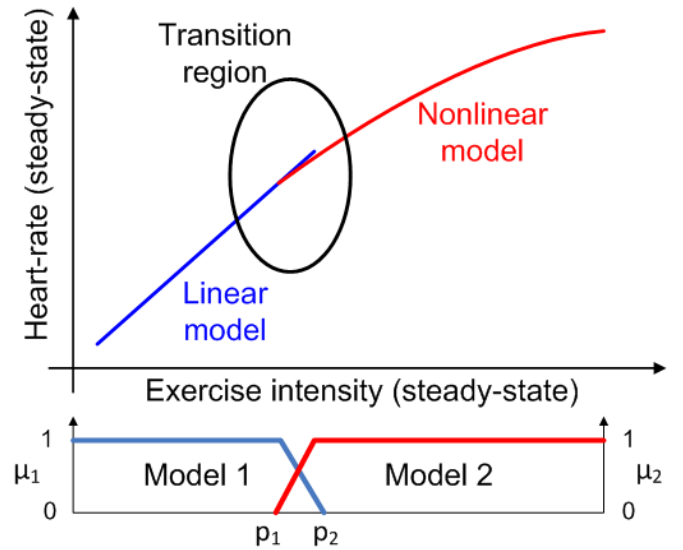 Transition
region
Nonlinear
model
Linear
model
Heart-rate (steady-state)
Exercise intensity (steady-state)
1
1
μ₁
Model 1
Model 2
μ₂
0
0
p₁
p₂